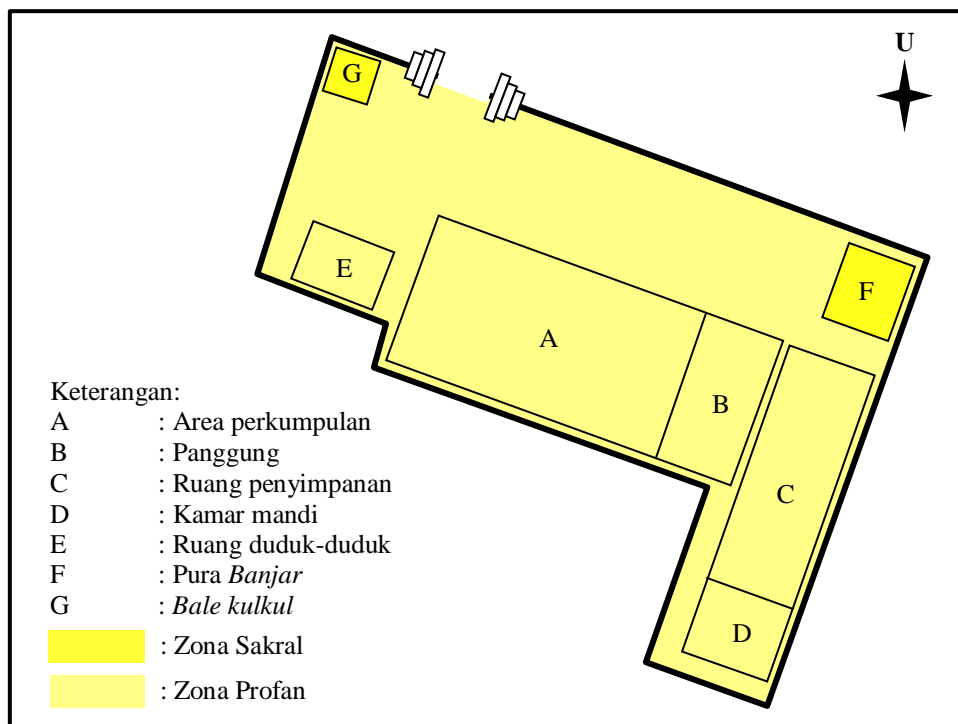 U
G
E
F
A
B
C
D
Keterangan:
A : Area perkumpulan
B : Panggung
C : Ruang penyimpanan
D : Kamar mandi
E : Ruang duduk-duduk
F : Pura Banjar
G : Bale kulkul
: Zona Sakral
: Zona Profan